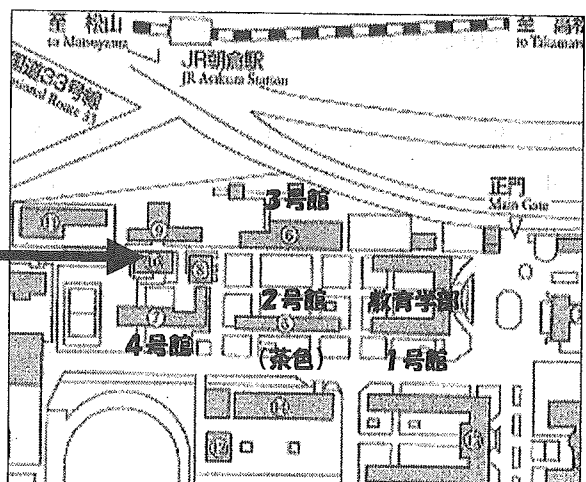 至 松山
to Matsuyama
至 高松
to Takamats
JR朝倉駅
JR Asakura Station
国道33号線
National Route 33
正門
Main Gate
3号館
⑪
⑨
⑥
⑩
⑧
2号館
教育学部
⑦
⑤
4号館
(茶色)
1号館
⑭
⑫
⑬